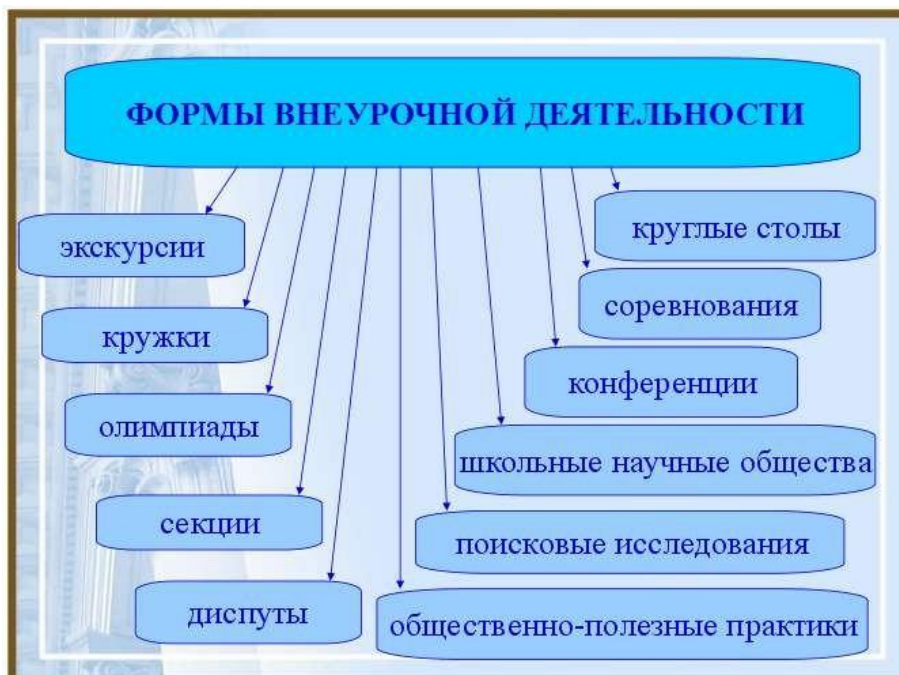 ФОРМЫ ВНЕУРОЧНОЙ ДЕЯТЕЛЬНОСТИ
экскурсии
кружки
олимпиады
секции
диспуты
круглые столы
соревнования
конференции
школьные научные общества
поисковые исследования
общественно-полезные практики